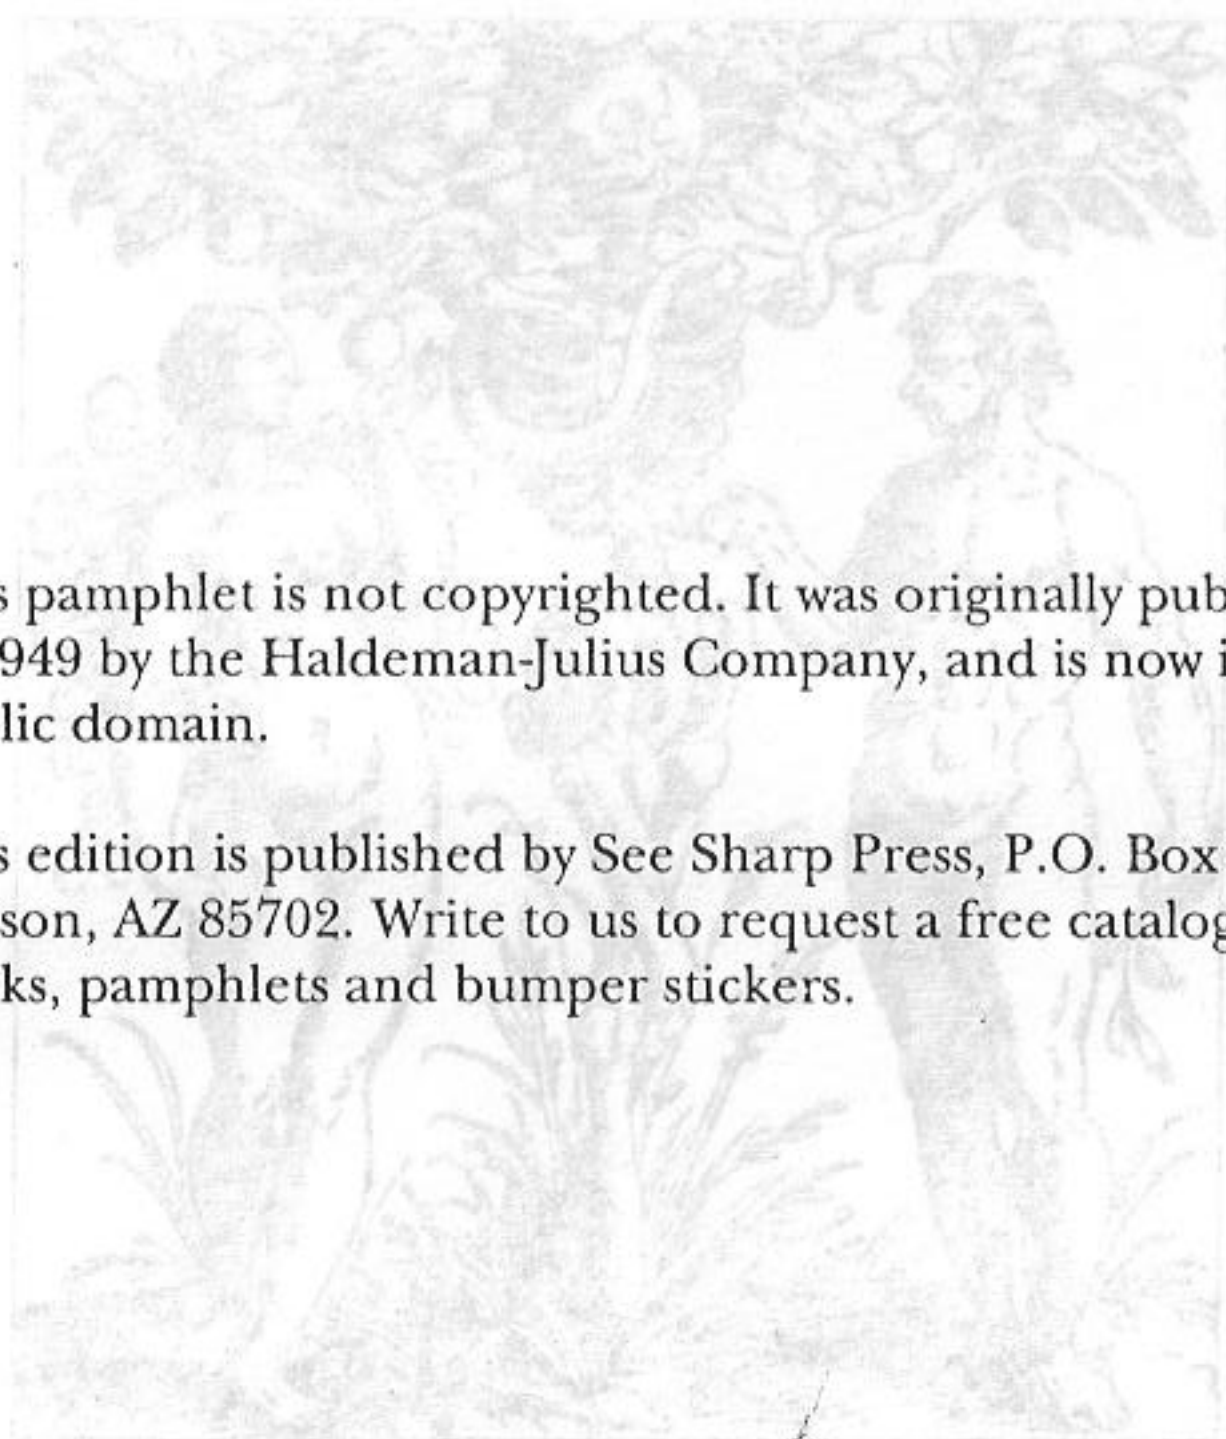 s pamphlet is not copyrighted. It was originally pub
949 by the Haldeman-Julius Company, and is now i
lic domain.
s edition is published by See Sharp Press, P.O. Box
son, AZ 85702. Write to us to request a free catalog
ks, pamphlets and bumper stickers.